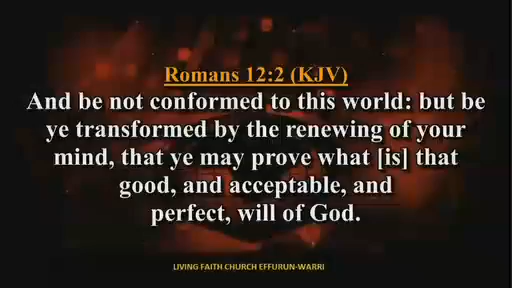 Romans 12:2 (KJV)
And be not conformed to this world: but be
ye transformed by the renewing of your
mind, that ye may prove what [is] that
good, and acceptable, and
perfect, will of God.
LIVING FAITH CHURCH EFFURUN-WARRI